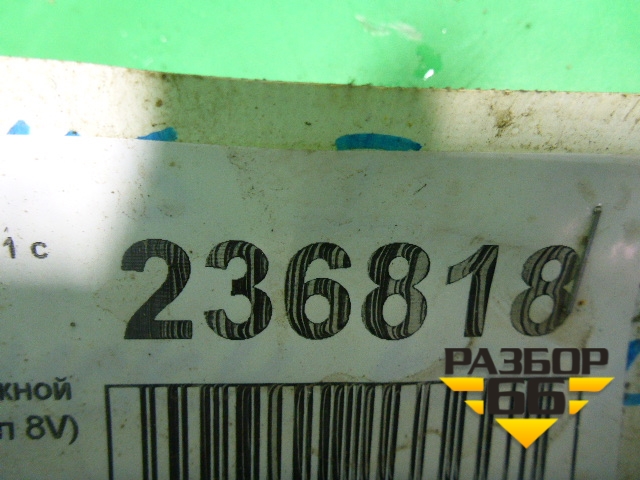 1 с
236818
жной
п 8V)
РАЗБОР
66